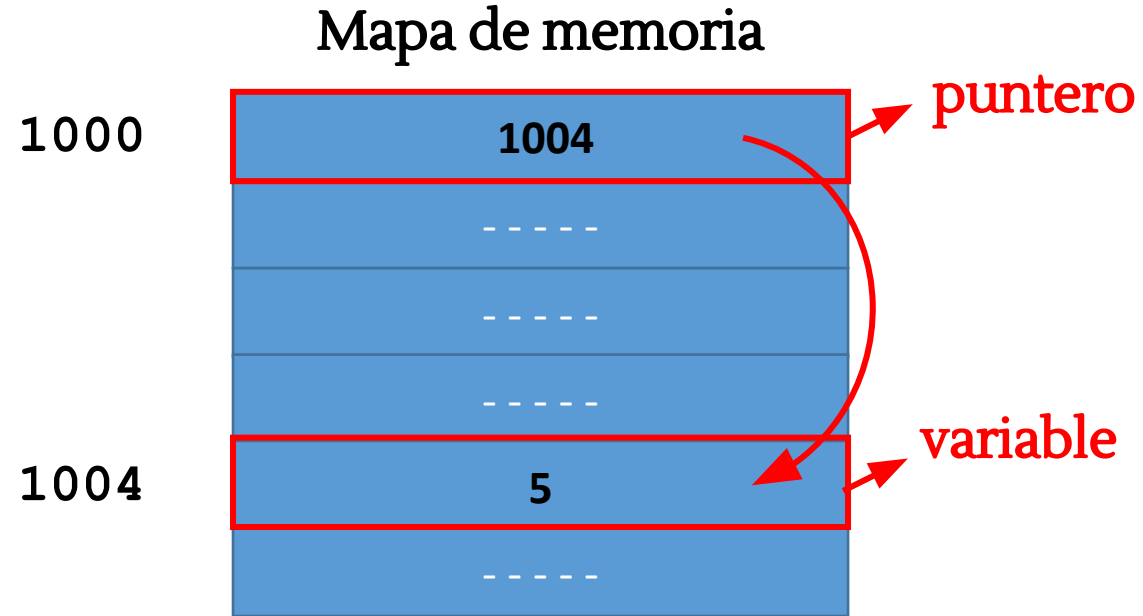 Mapa de memoria
puntero
1000 1004
- - - - -
- - - - -
- - - - -
variable
1004 5
- - - - -